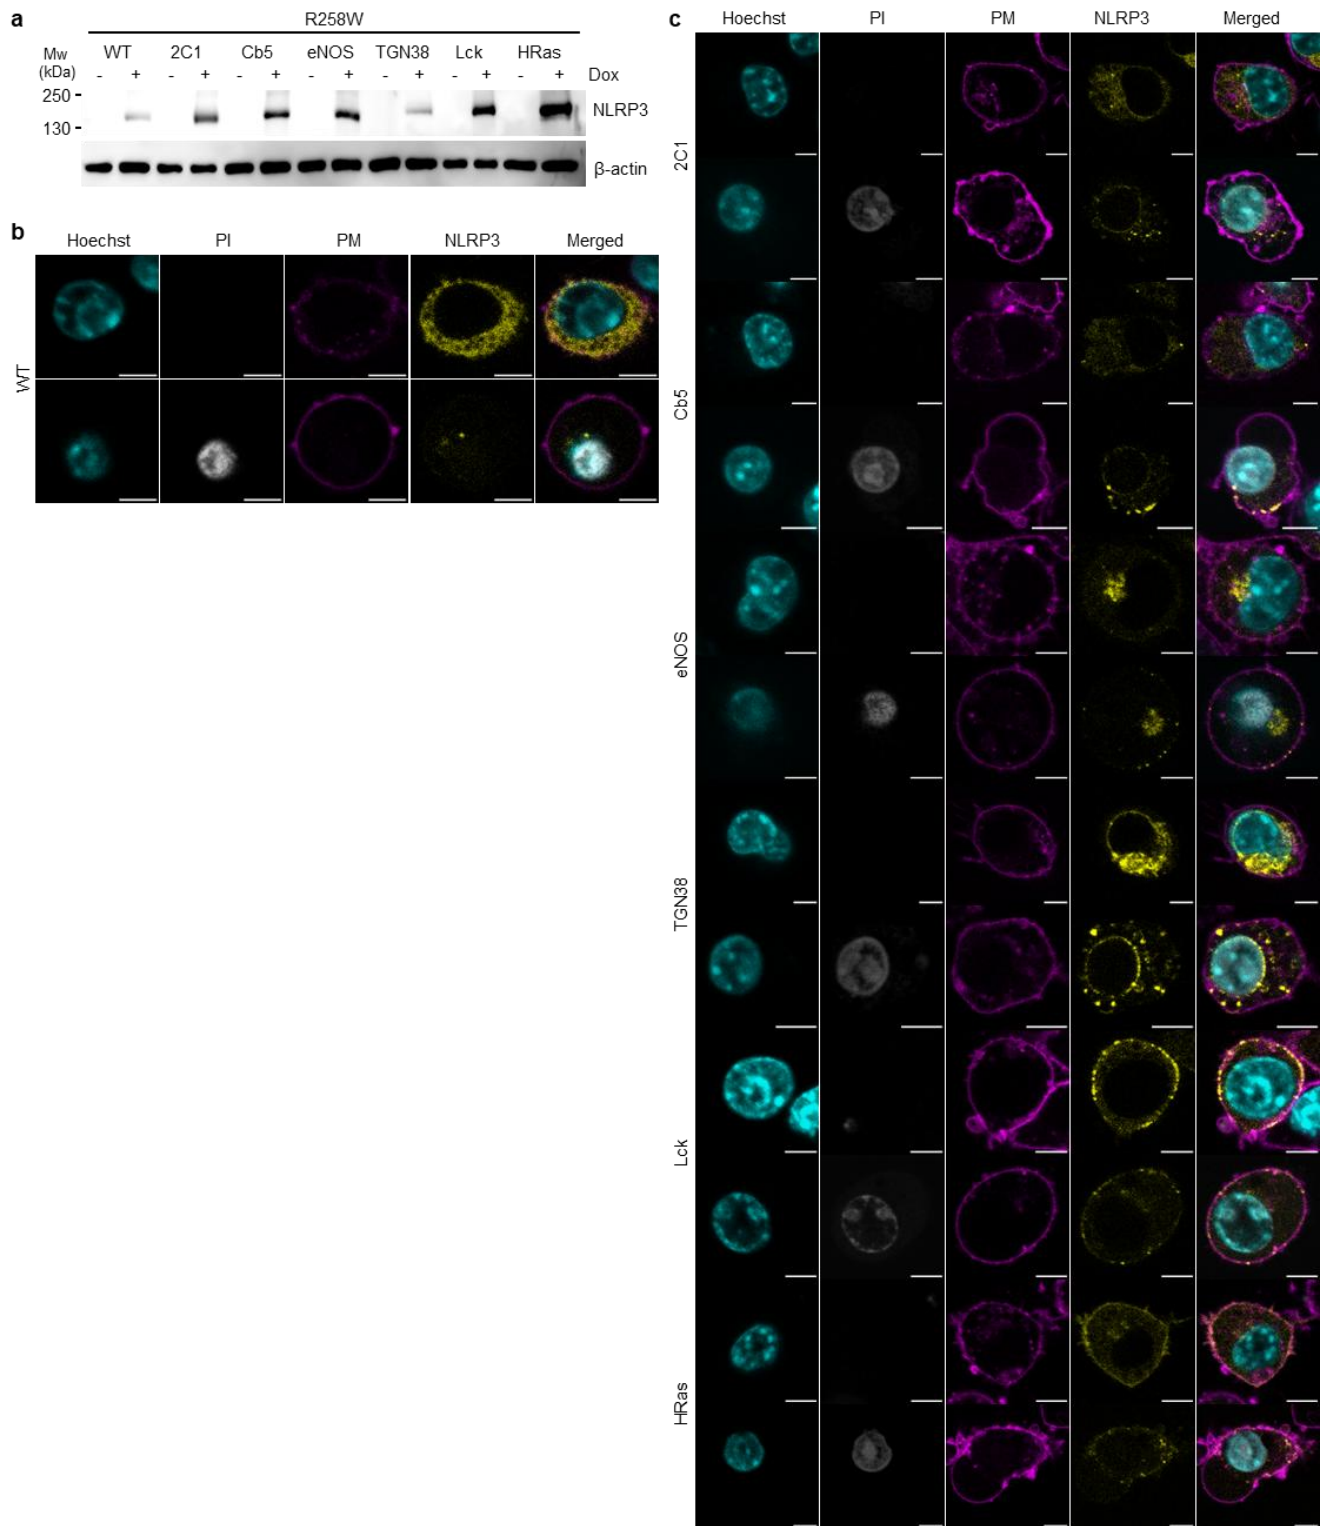 a
R258W
WT 2C1 Cb5 eNOS TGN38 Lck HRas
Mw
(kDa)
- + - + - + - + - + - + - + Dox
250
130
NLRP3
β-actin
b
Hoechst PI PM NLRP3 Merged
WT
c
Hoechst PI PM NLRP3 Merged
2C1
Cb5
eNOS
TGN38
Lck
HRas